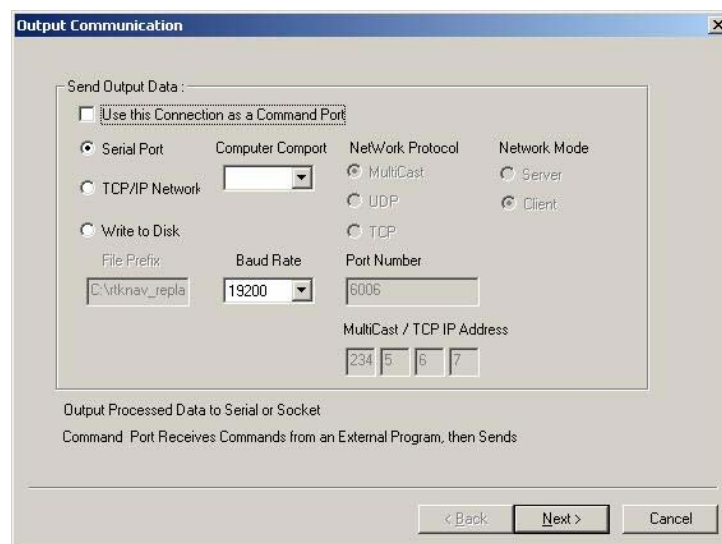 Output Communication
Send Output Data :
Use this Connection as a Command Port
Serial Port
Computer Comport
NetWork Protocol
Network Mode
MultiCast
Server
TCP/IP Network
UDP
Client
Write to Disk
TCP
File Prefix
Baud Rate
Port Number
C:\rtknav_repla
19200
6006
MultiCast / TCP IP Address
234 5 6 7
Output Processed Data to Serial or Socket
Command Port Receives Commands from an External Program, then Sends
< Back
Next >
Cancel